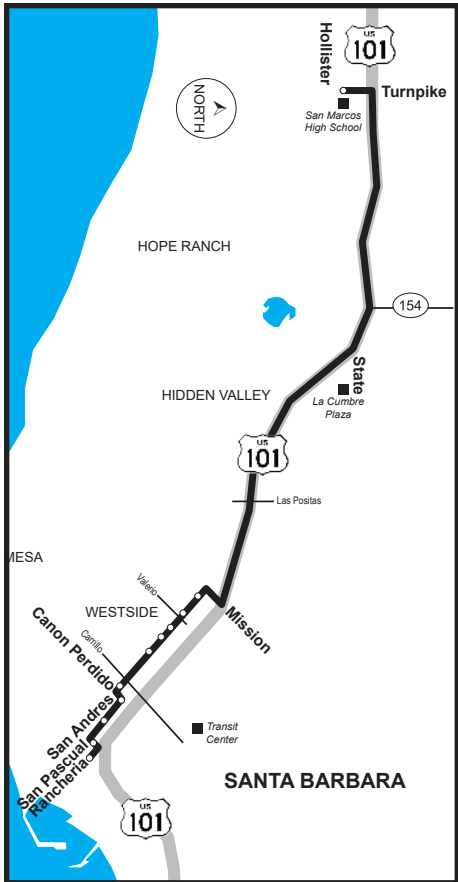 US
101
Hollister
Turnpike
San Marcos
High School
NORTH
HOPE RANCH
154
State
HIDDEN VALLEY
La Cumbre
Plaza
US
101
Las Positas
MESA
Valerio
WESTSIDE
Mission
Carrillo
Canon Perdido
San Andres
Transit
Center
San Pascual
Rancheria
SANTA BARBARA
US
101